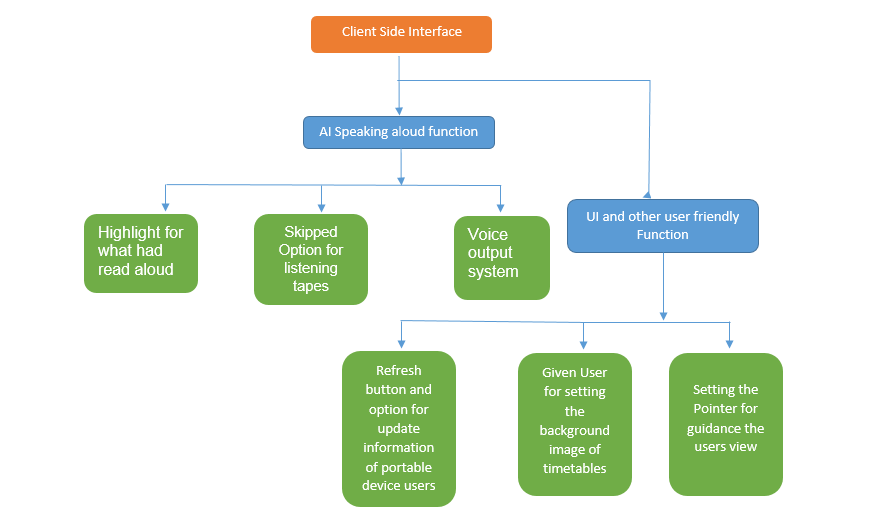 Client Side Interface
AI Speaking aloud function
Highlight for
what had
read aloud
Skipped
Option for
listening
tapes
Voice
output
system
UI and other user friendly
Function
Refresh
button and
option for
update
information
of portable
device users
Given User
for setting
the
background
image of
timetables
Setting the
Pointer for
guidance the
users view